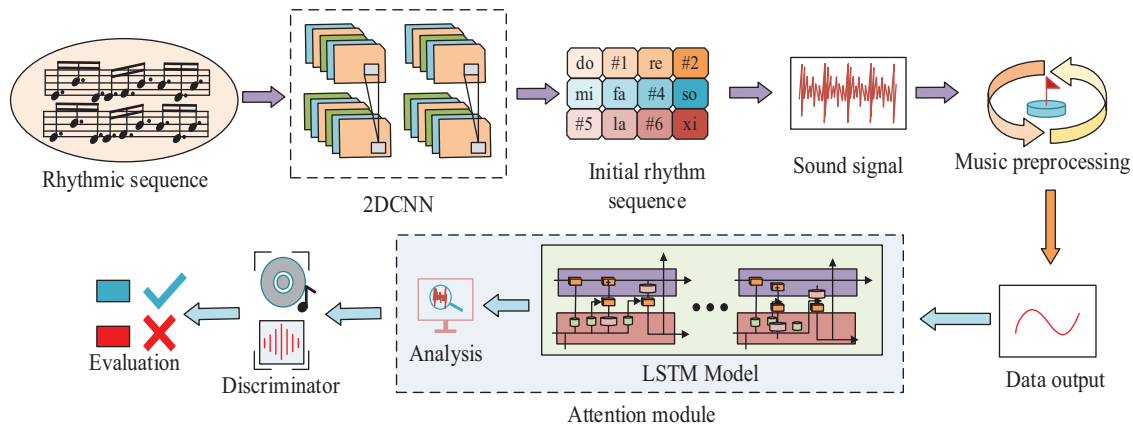 do #1 re #2
mi fa #4 so
#5 la #6 xi
Rhythmic sequence
2DCNN
Initial rhythm
sequence
Sound signal
Music preprocessing
Evaluation
Discriminator
Analysis
LSTM Model
Attention module
Data output